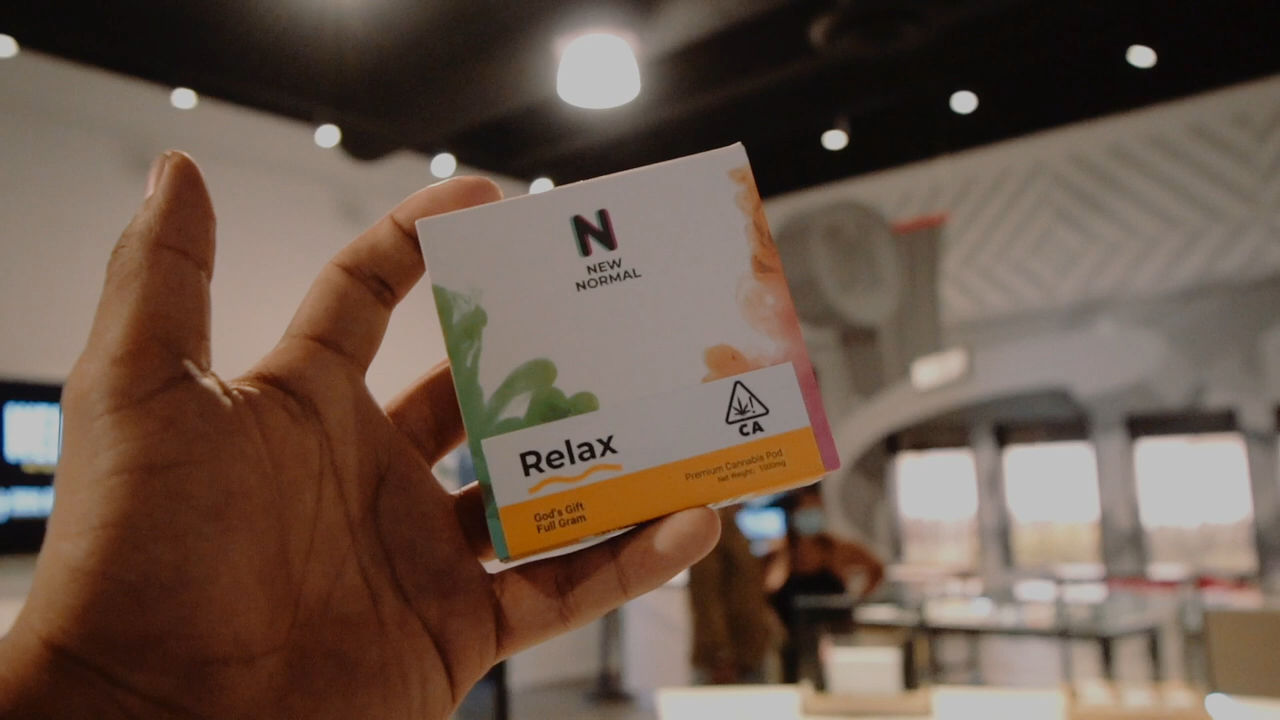 N
NEW
NORMAL
Relax
CA
Premium Cannabis Pod
Net Weight: 1000mg
God's Gift
Full Gram